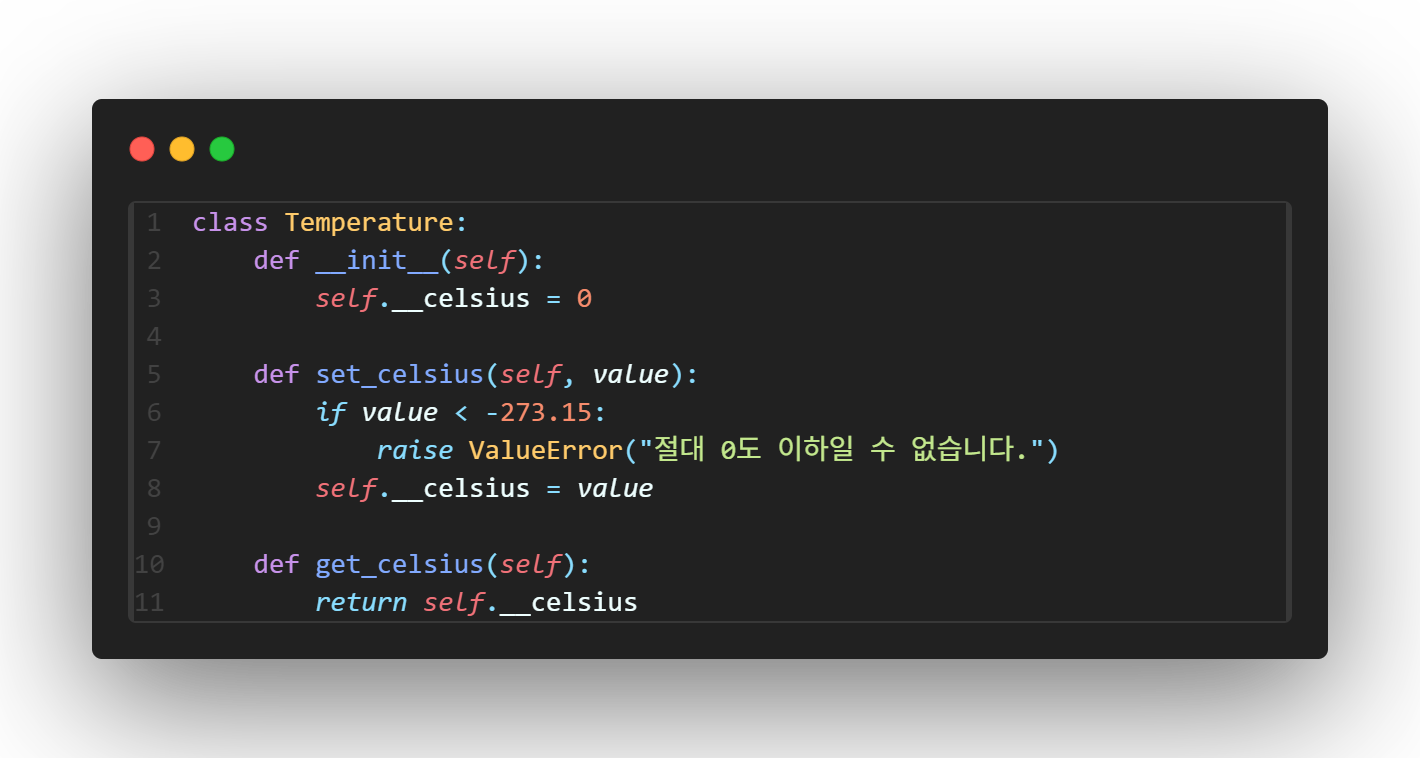 1 class Temperature:
2     def __init__(self):
3         self.__celsius = 0
4
5     def set_celsius(self, value):
6         if value < -273.15:
7             raise ValueError("절대 0도 이하일 수 없습니다.")
8         self.__celsius = value
9
10     def get_celsius(self):
11         return self.__celsius